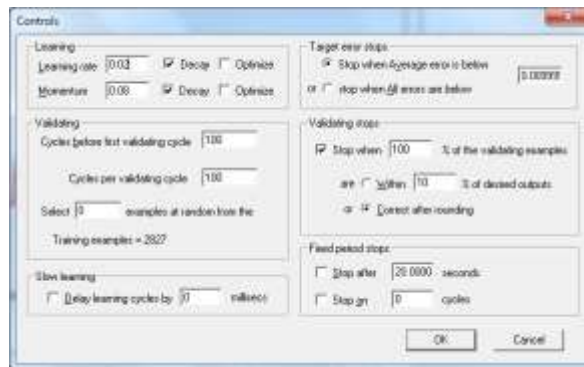 Controls
Learning
Learning rate 0.02 Decay Optimize
Momentum 0.08 Decay Optimize
Validating
Cycles before first validating cycle 100
Cycles per validating cycle 100
Select 0 examples at random from the
Training examples = 2827
Slow learning
Delay learning cycles by 0 millisecs
Target error stops
Stop when Average error is below
or stop when All errors are below
Validating stops
Stop when 100 % of the validating examples
are Within 10 % of desired outputs
or Correct after rounding
Fixed period stops
Stop after 20.0000 seconds
Stop on 0 cycles
OK Cancel